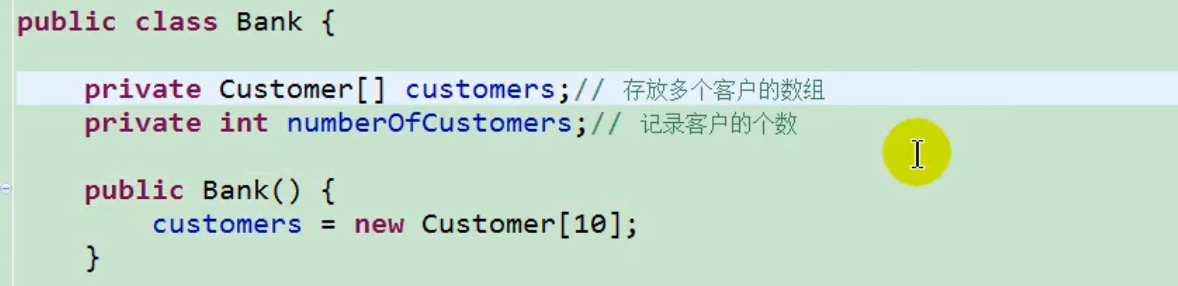 public class Bank {
private Customer[] customers;// 存放多个客户的数组
private int numberOfCustomers;// 记录客户的个数
public Bank() {
customers = new Customer[10];
}